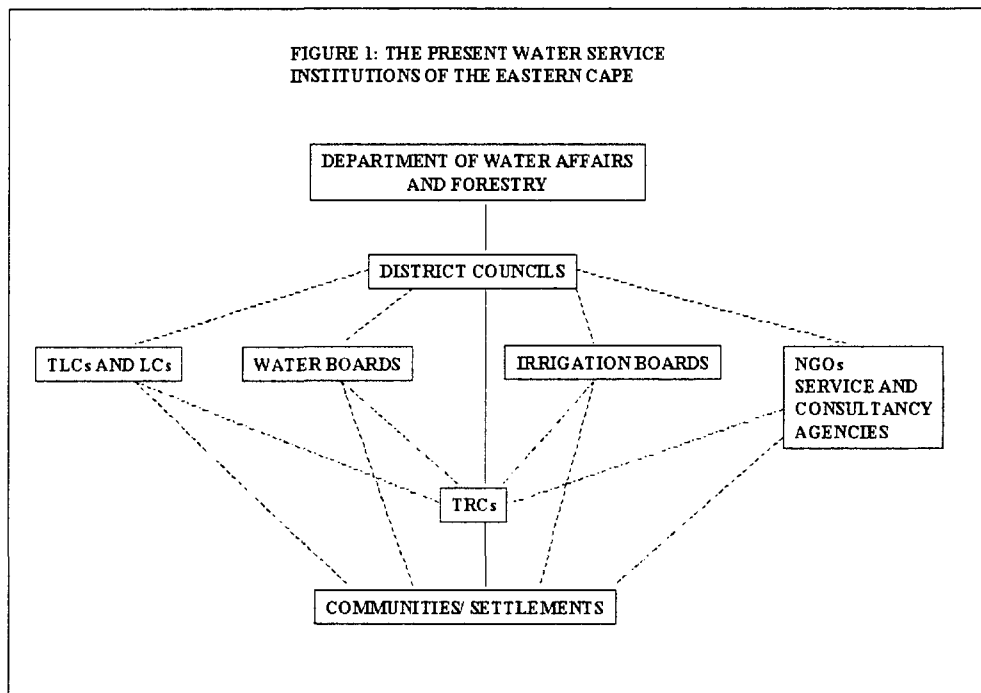 FIGURE 1: THE PRESENT WATER SERVICE
INSTITUTIONS OF THE EASTERN CAPE
DEPARTMENT OF WATER AFFAIRS
AND FORESTRY
DISTRICT COUNCILS
TLCs AND LCs
WATER BOARDS
IRRIGATION BOARDS
NGOs
SERVICE AND
CONSULTANCY
AGENCIES
TRCs
COMMUNITIES/ SETTLEMENTS